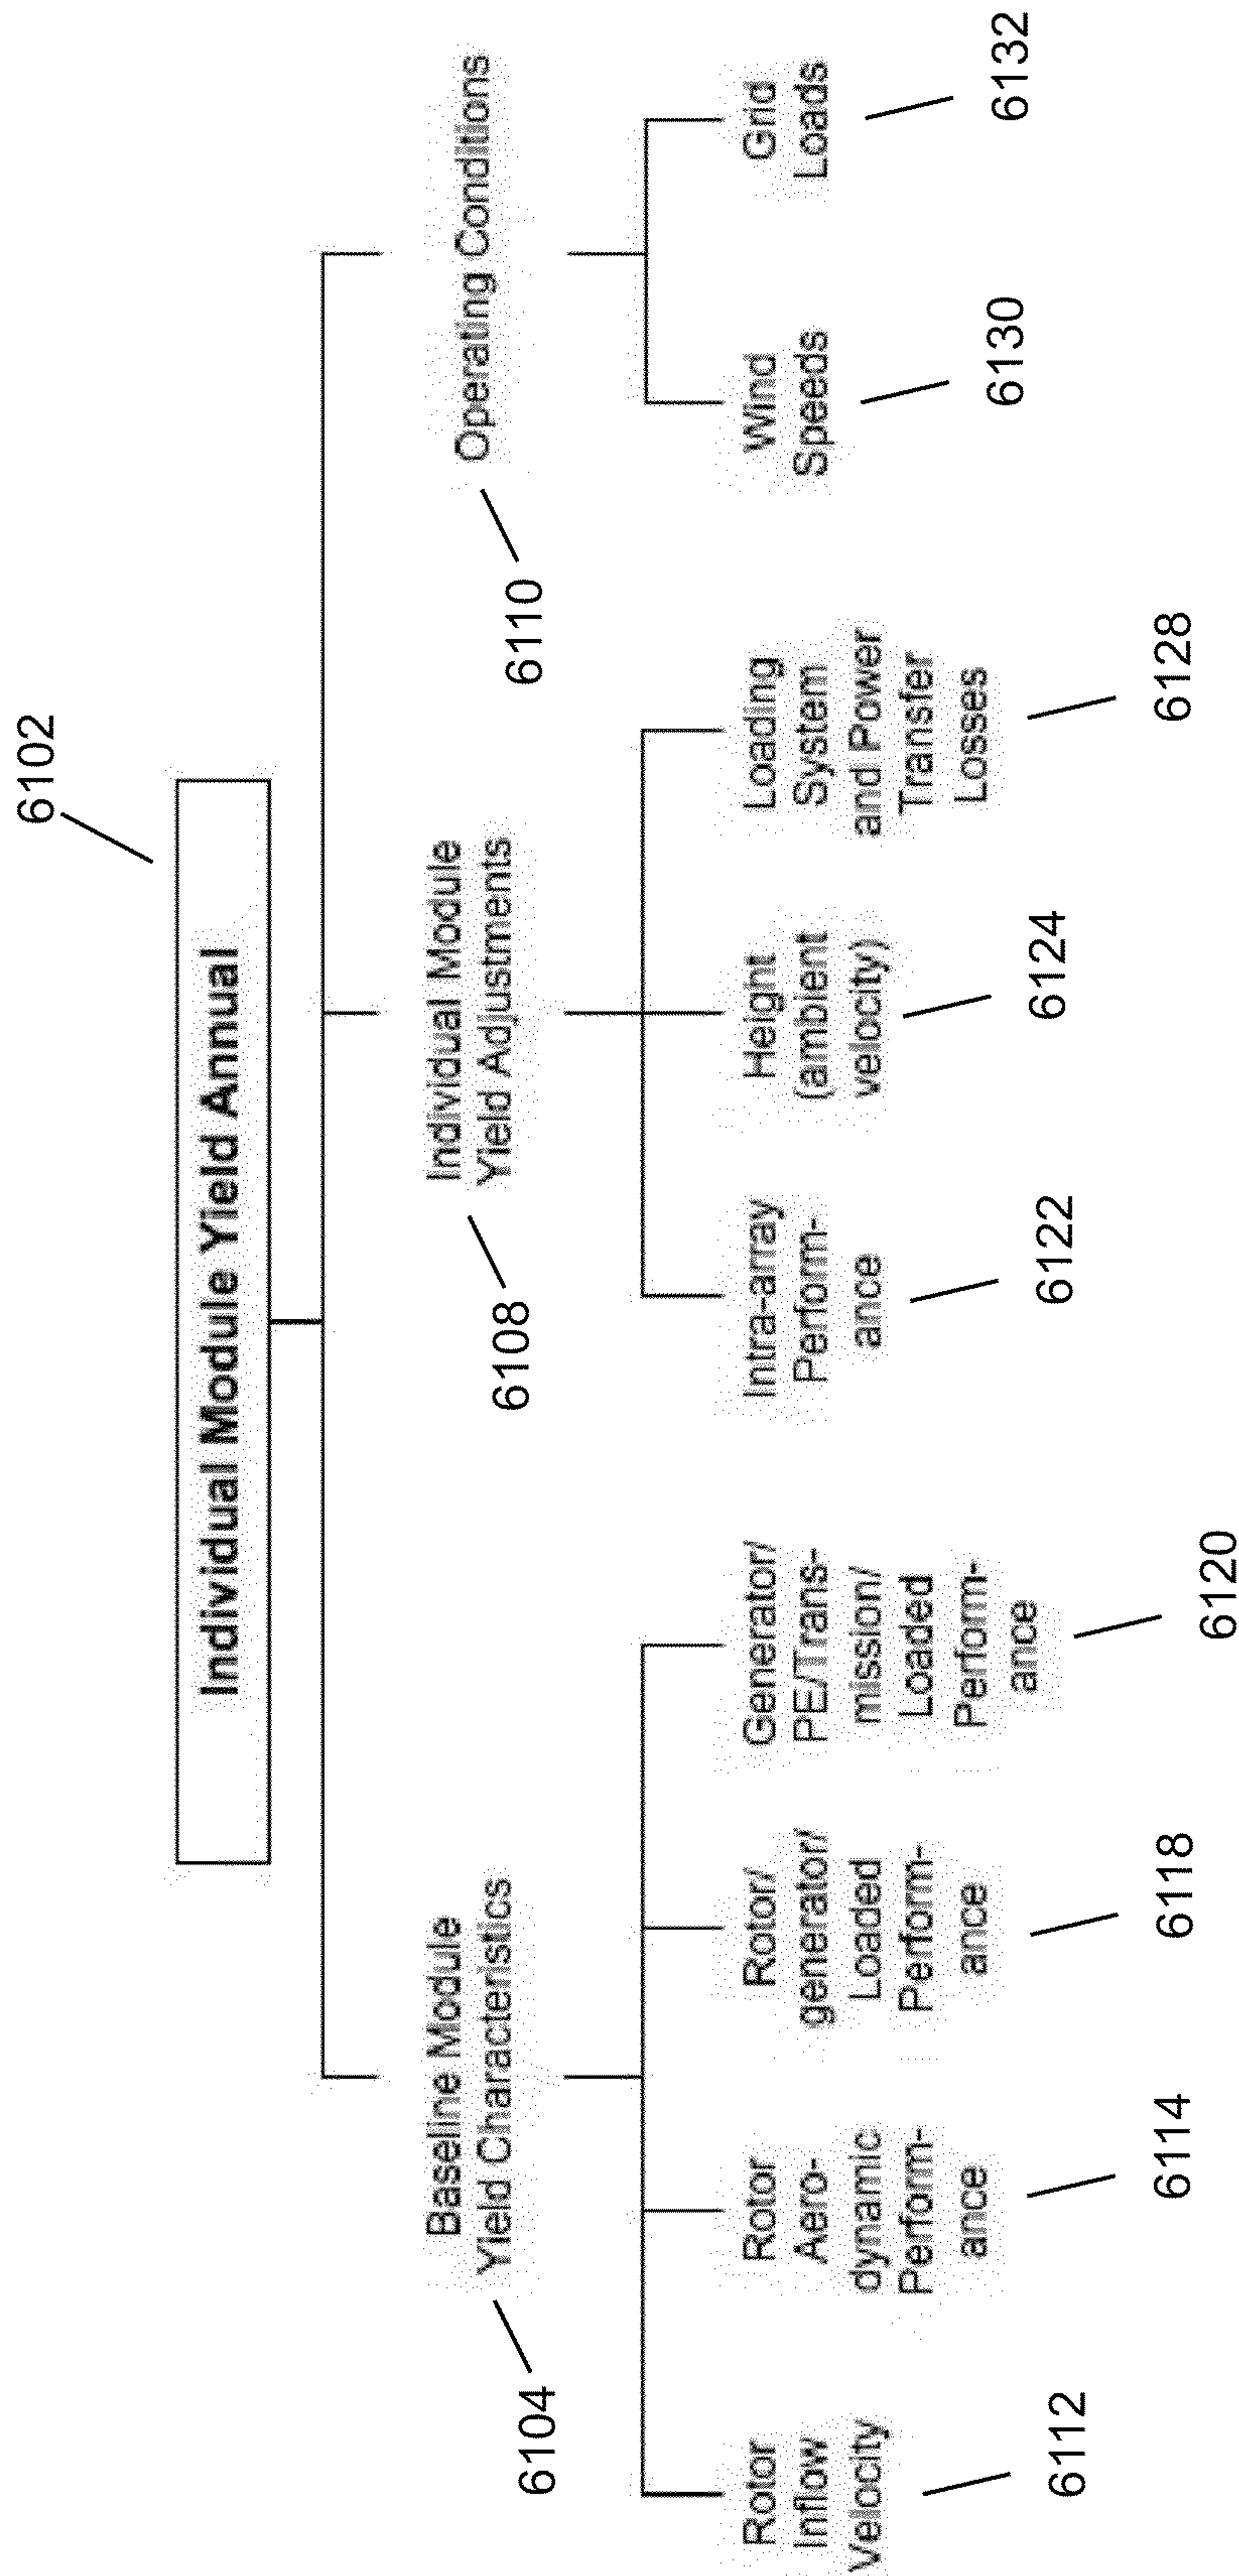 6102
Individual Module Yield Annual
Baseline Module
Yield Characteristics
6104
Individual Module
Yield Adjustments
6108
Operating Conditions
6110
Rotor
Inflow
Velocity
6112
Rotor
Aero-
dynamic
Perform-
ance
6114
Rotor/
generator/
Loaded
Perform-
ance
6118
Generator/
PE/Trans-
mission/
Loaded
Perform-
ance
6120
Intra-array
Perform-
ance
6122
Height
(ambient
velocity)
6124
Loading
System
and Power
Transfer
Losses
6128
Wind
Speeds
6130
Grid
Loads
6132